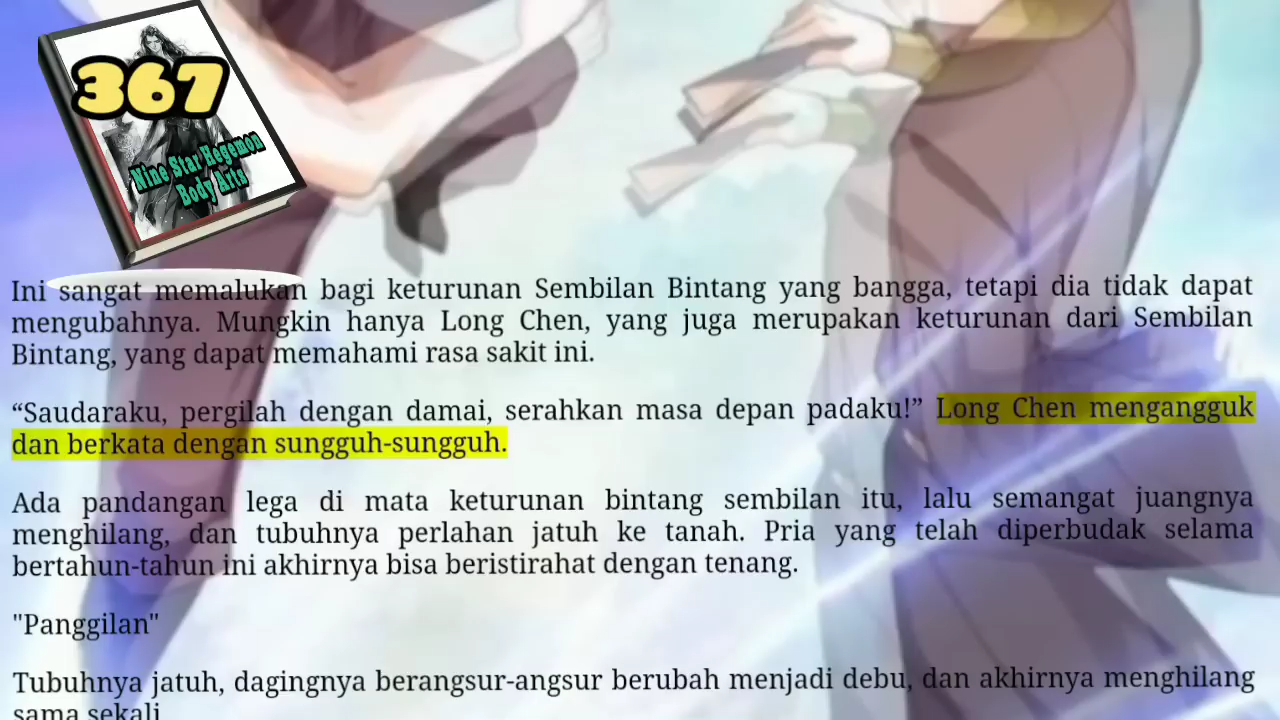 367
Nine Star Hegemon
Body Arts
Ini sangat memalukan bagi keturunan Sembilan Bintang yang bangga, tetapi dia tidak dapat
mengubahnya. Mungkin hanya Long Chen, yang juga merupakan keturunan dari Sembilan
Bintang, yang dapat memahami rasa sakit ini.
“Saudaraku, pergilah dengan damai, serahkan masa depan padaku!” Long Chen mengangguk
dan berkata dengan sungguh-sungguh.
Ada pandangan lega di mata keturunan bintang sembilan itu, lalu semangat juangnya
menghilang, dan tubuhnya perlahan jatuh ke tanah. Pria yang telah diperbudak selama
bertahun-tahun ini akhirnya bisa beristirahat dengan tenang.
"Panggilan"
Tubuhnya jatuh, dagingnya berangsur-angsur berubah menjadi debu, dan akhirnya menghilang
sama sekali